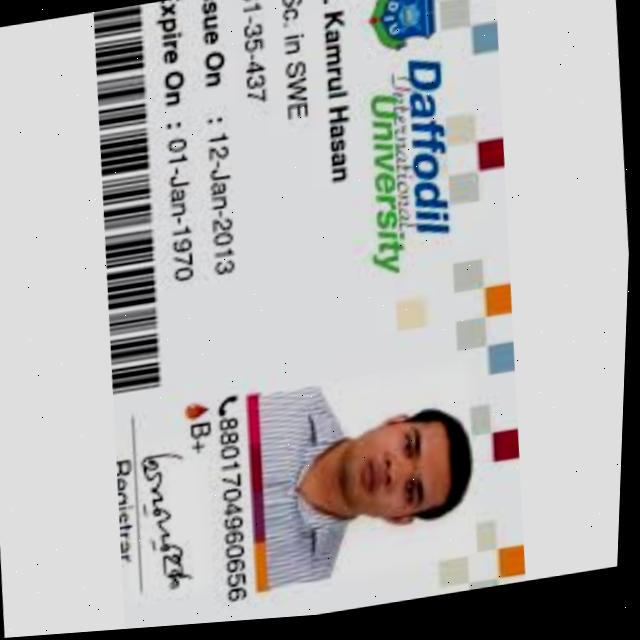 Daffodil
International
University
. Kamrul Hasan
Sc. in SWE
1-35-437
sue On : 12-Jan-2013
xpire On : 01-Jan-1970
8801704960656
B+
Registrar